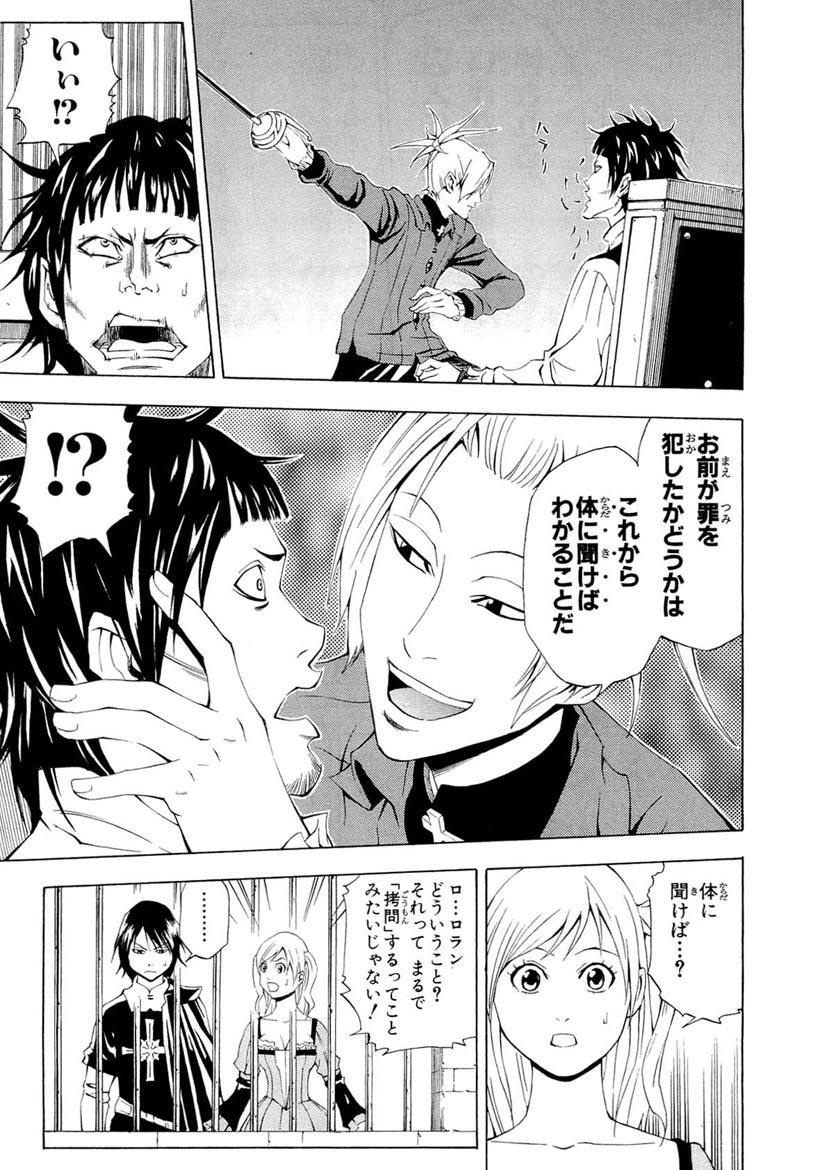 ハラリ
いぃ!?
お前が罪を
犯したかどうかは
これから
体に聞けば
わかることだ
!?
体に
聞けば…?
ロ…ロラン
どういうこと?
それって まるで
「拷問」するってこと
みたいじゃない!
………